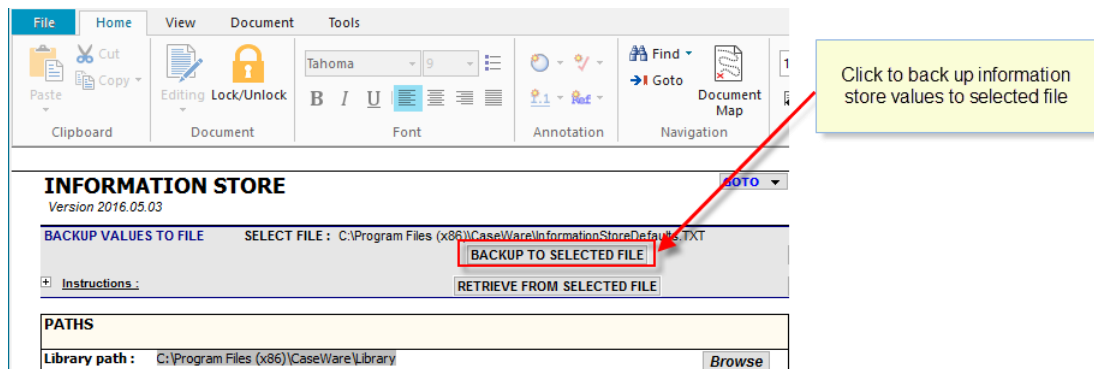 File Home View Document Tools
Cut
Copy
Paste
Clipboard
Editing Lock/Unlock
Document
Tahoma 9
B I U
Font
Annotation
Find
Goto
Document
Map
Navigation
Click to back up information
store values to selected file
INFORMATION STORE
GOTO
Version 2016.05.03
BACKUP VALUES TO FILE SELECT FILE : C:\Program Files (x86)\CaseWare\InformationStoreDefaults.TXT
BACKUP TO SELECTED FILE
Instructions :
RETRIEVE FROM SELECTED FILE
PATHS
Library path : C:\Program Files (x86)\CaseWare\Library
Browse